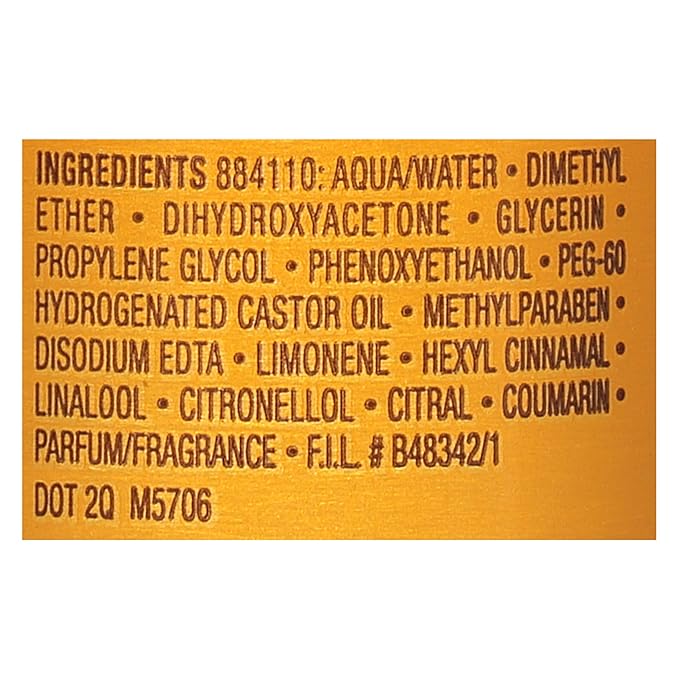 INGREDIENTS 884110: AQUA/WATER • DIMETHYL
ETHER • DIHYDROXYACETONE • GLYCERIN •
PROPYLENE GLYCOL • PHENOXYETHANOL • PEG-60
HYDROGENATED CASTOR OIL • METHYLPARABEN •
DISODIUM EDTA • LIMONENE • HEXYL CINNAMAL •
LINALOOL • CITRONELLOL • CITRAL • COUMARIN •
PARFUM/FRAGRANCE • F.I.L. # B48342/1
DOT 2Q M5706